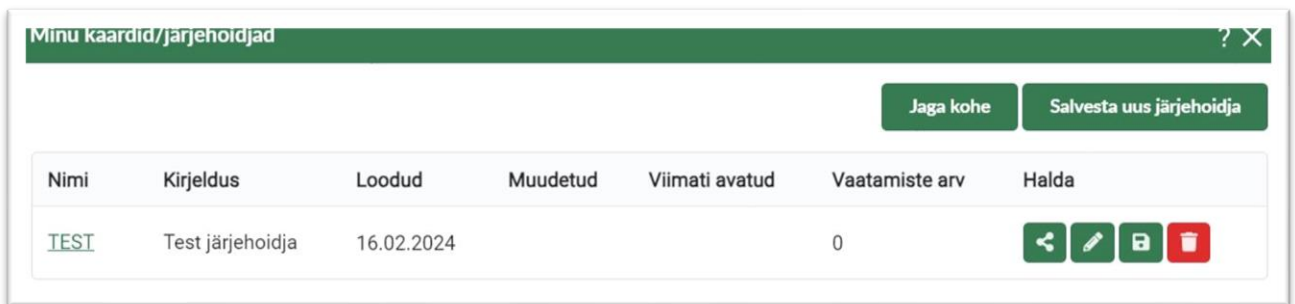 Minu kaardid/järjehoidjad ? ×
Jaga kohe Salvesta uus järjehoidja
Nimi Kirjeldus Loodud Muudetud Viimati avatud Vaatamiste arv Halda
TEST Test järjehoidja 16.02.2024 0